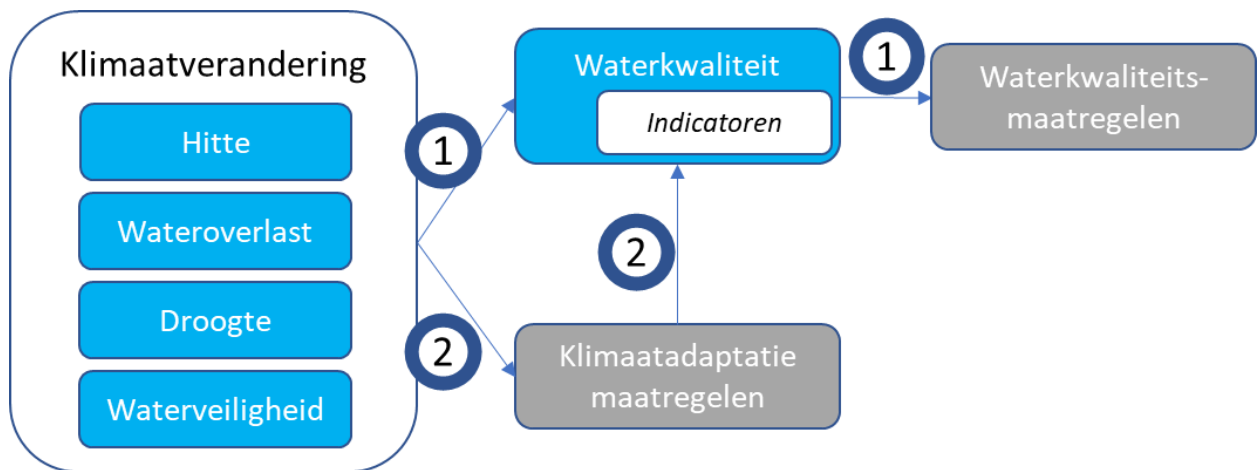 Klimaatverandering
Hitte
Wateroverlast
Droogte
Waterveiligheid
1
2
Waterkwaliteit
Indicatoren
2
Klimaatadaptatie
maatregelen
1
Waterkwaliteits-
maatregelen